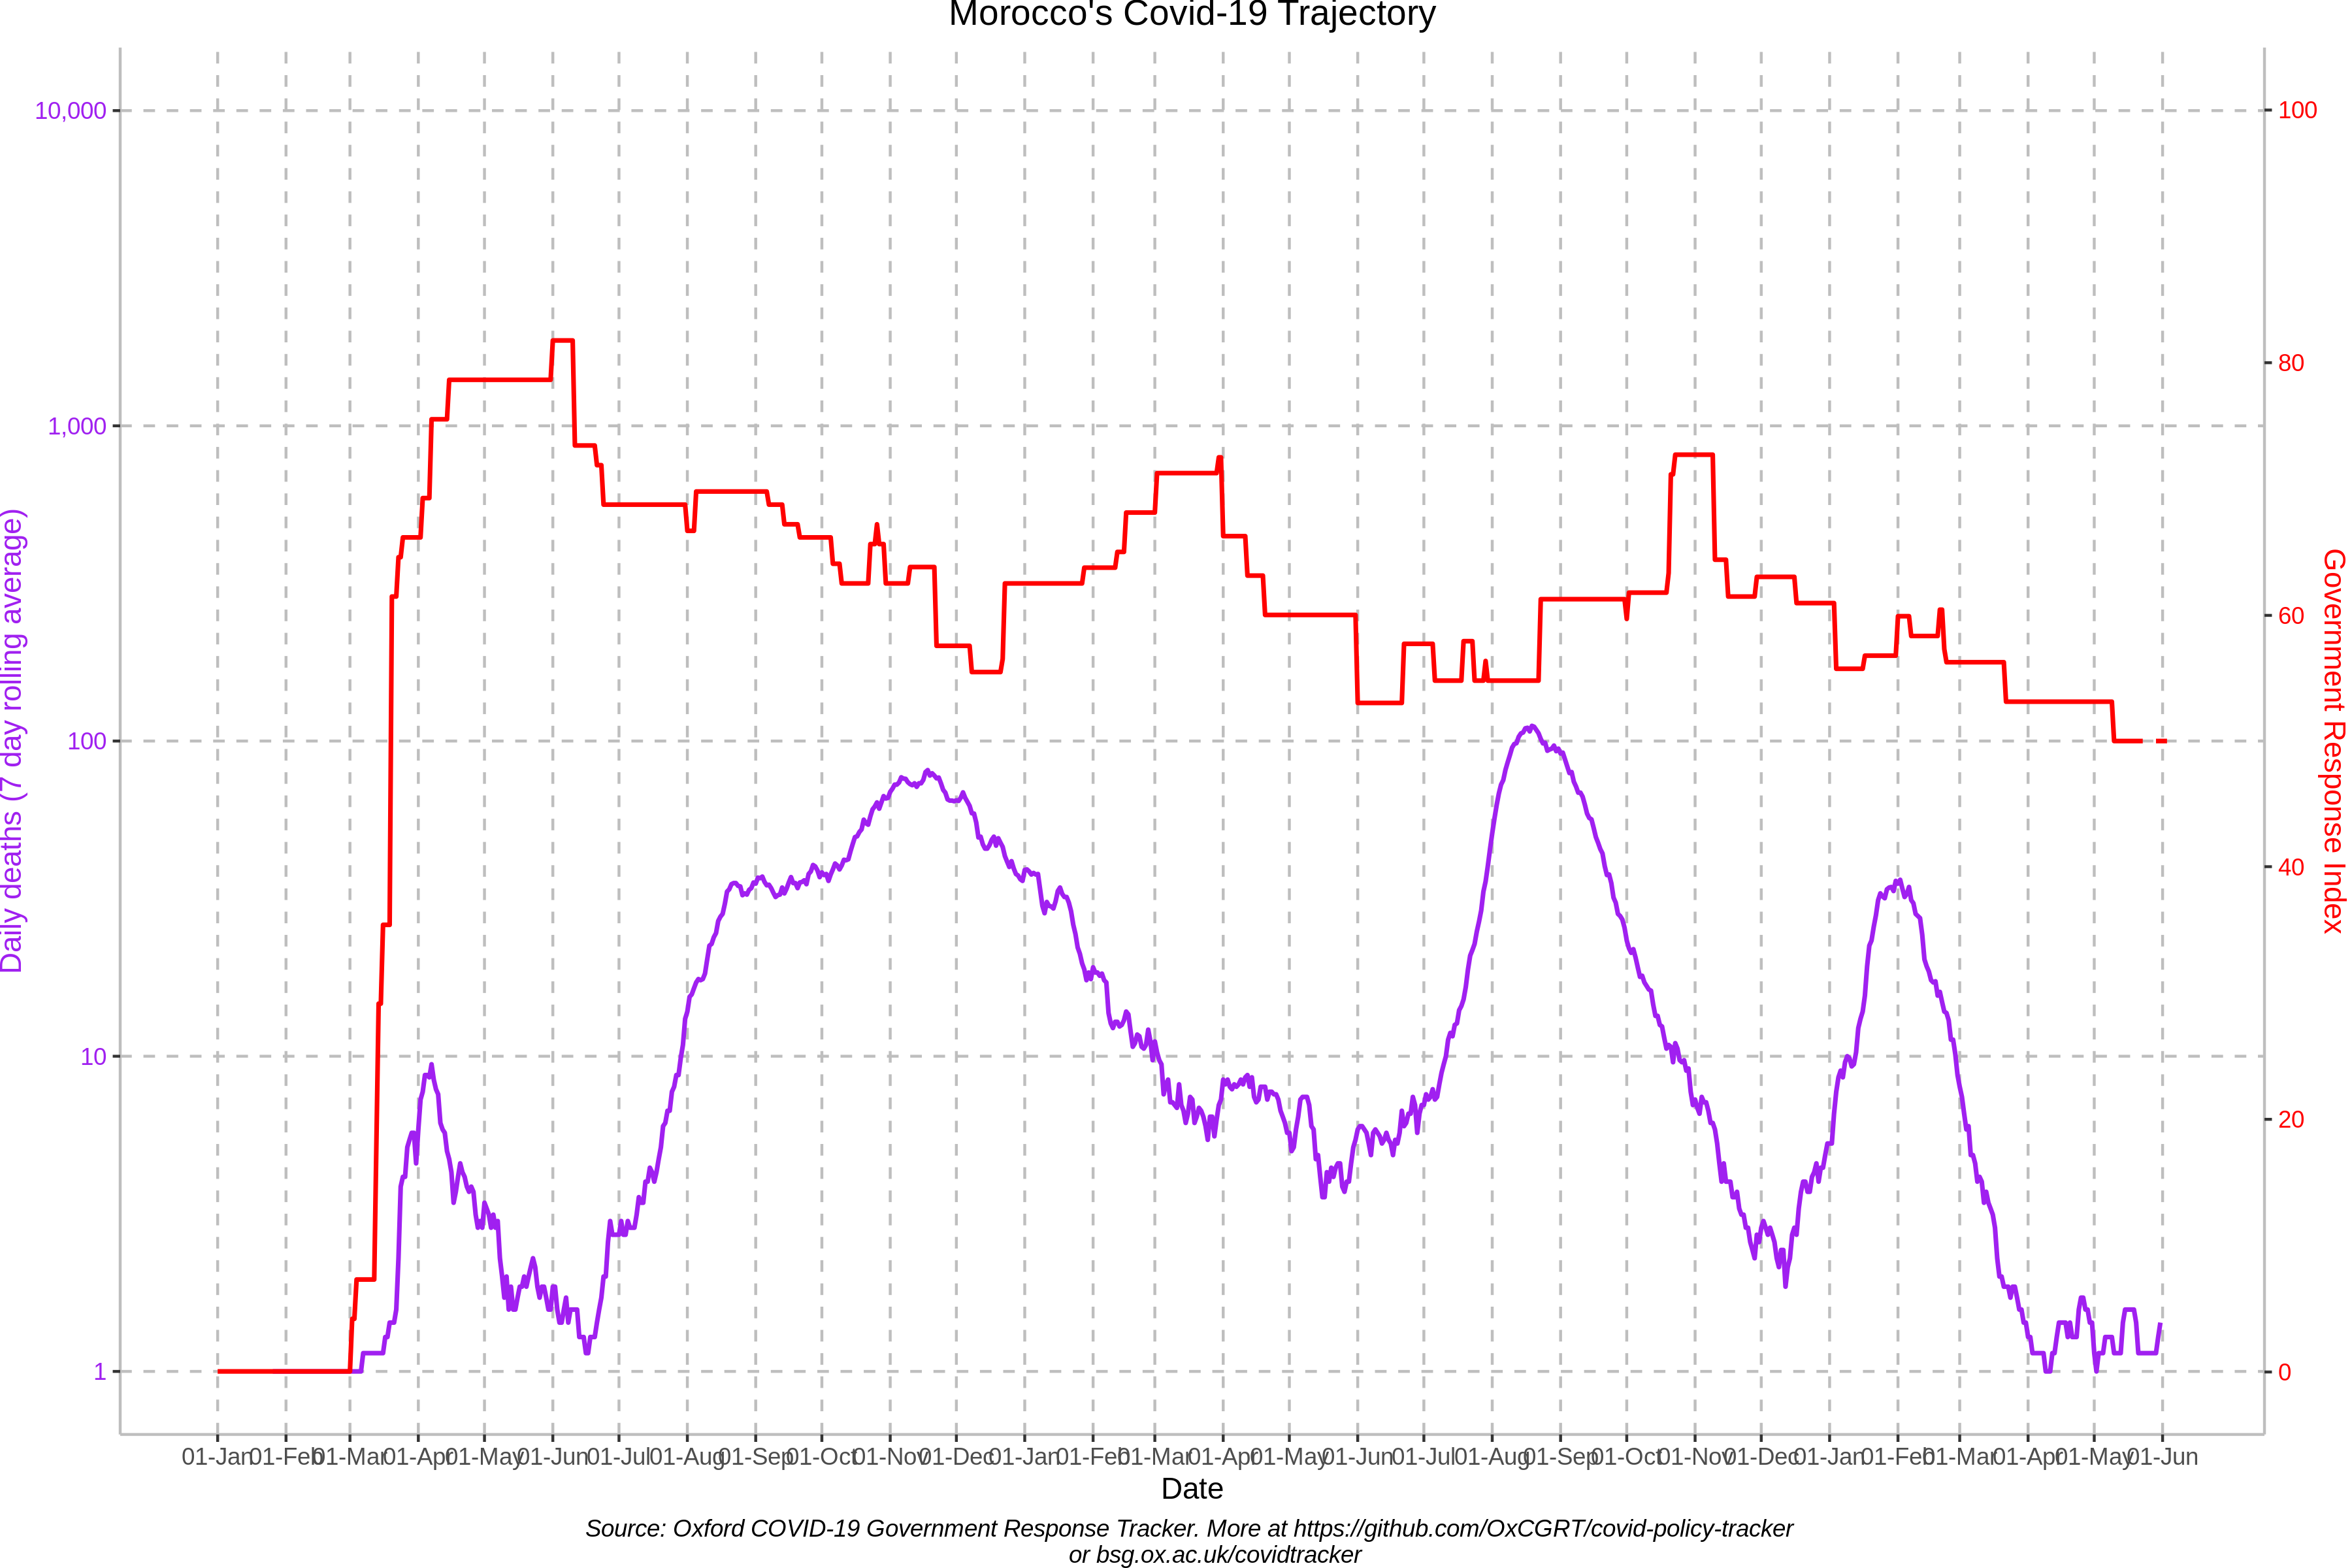 Morocco's Covid-19 Trajectory
10,000
1,000
100
10
1
Daily deaths (7 day rolling average)
100
80
60
40
20
0
Government Response Index
01-Jan 01-Feb 01-Mar 01-Apr 01-May 01-Jun 01-Jul 01-Aug 01-Sep 01-Oct 01-Nov 01-Dec 01-Jan 01-Feb 01-Mar 01-Apr 01-May 01-Jun 01-Jul 01-Aug 01-Sep 01-Oct 01-Nov 01-Dec 01-Jan 01-Feb 01-Mar 01-Apr 01-May 01-Jun
Date
Source: Oxford COVID-19 Government Response Tracker. More at https://github.com/OxCGRT/covid-policy-tracker
or bsg.ox.ac.uk/covidtracker